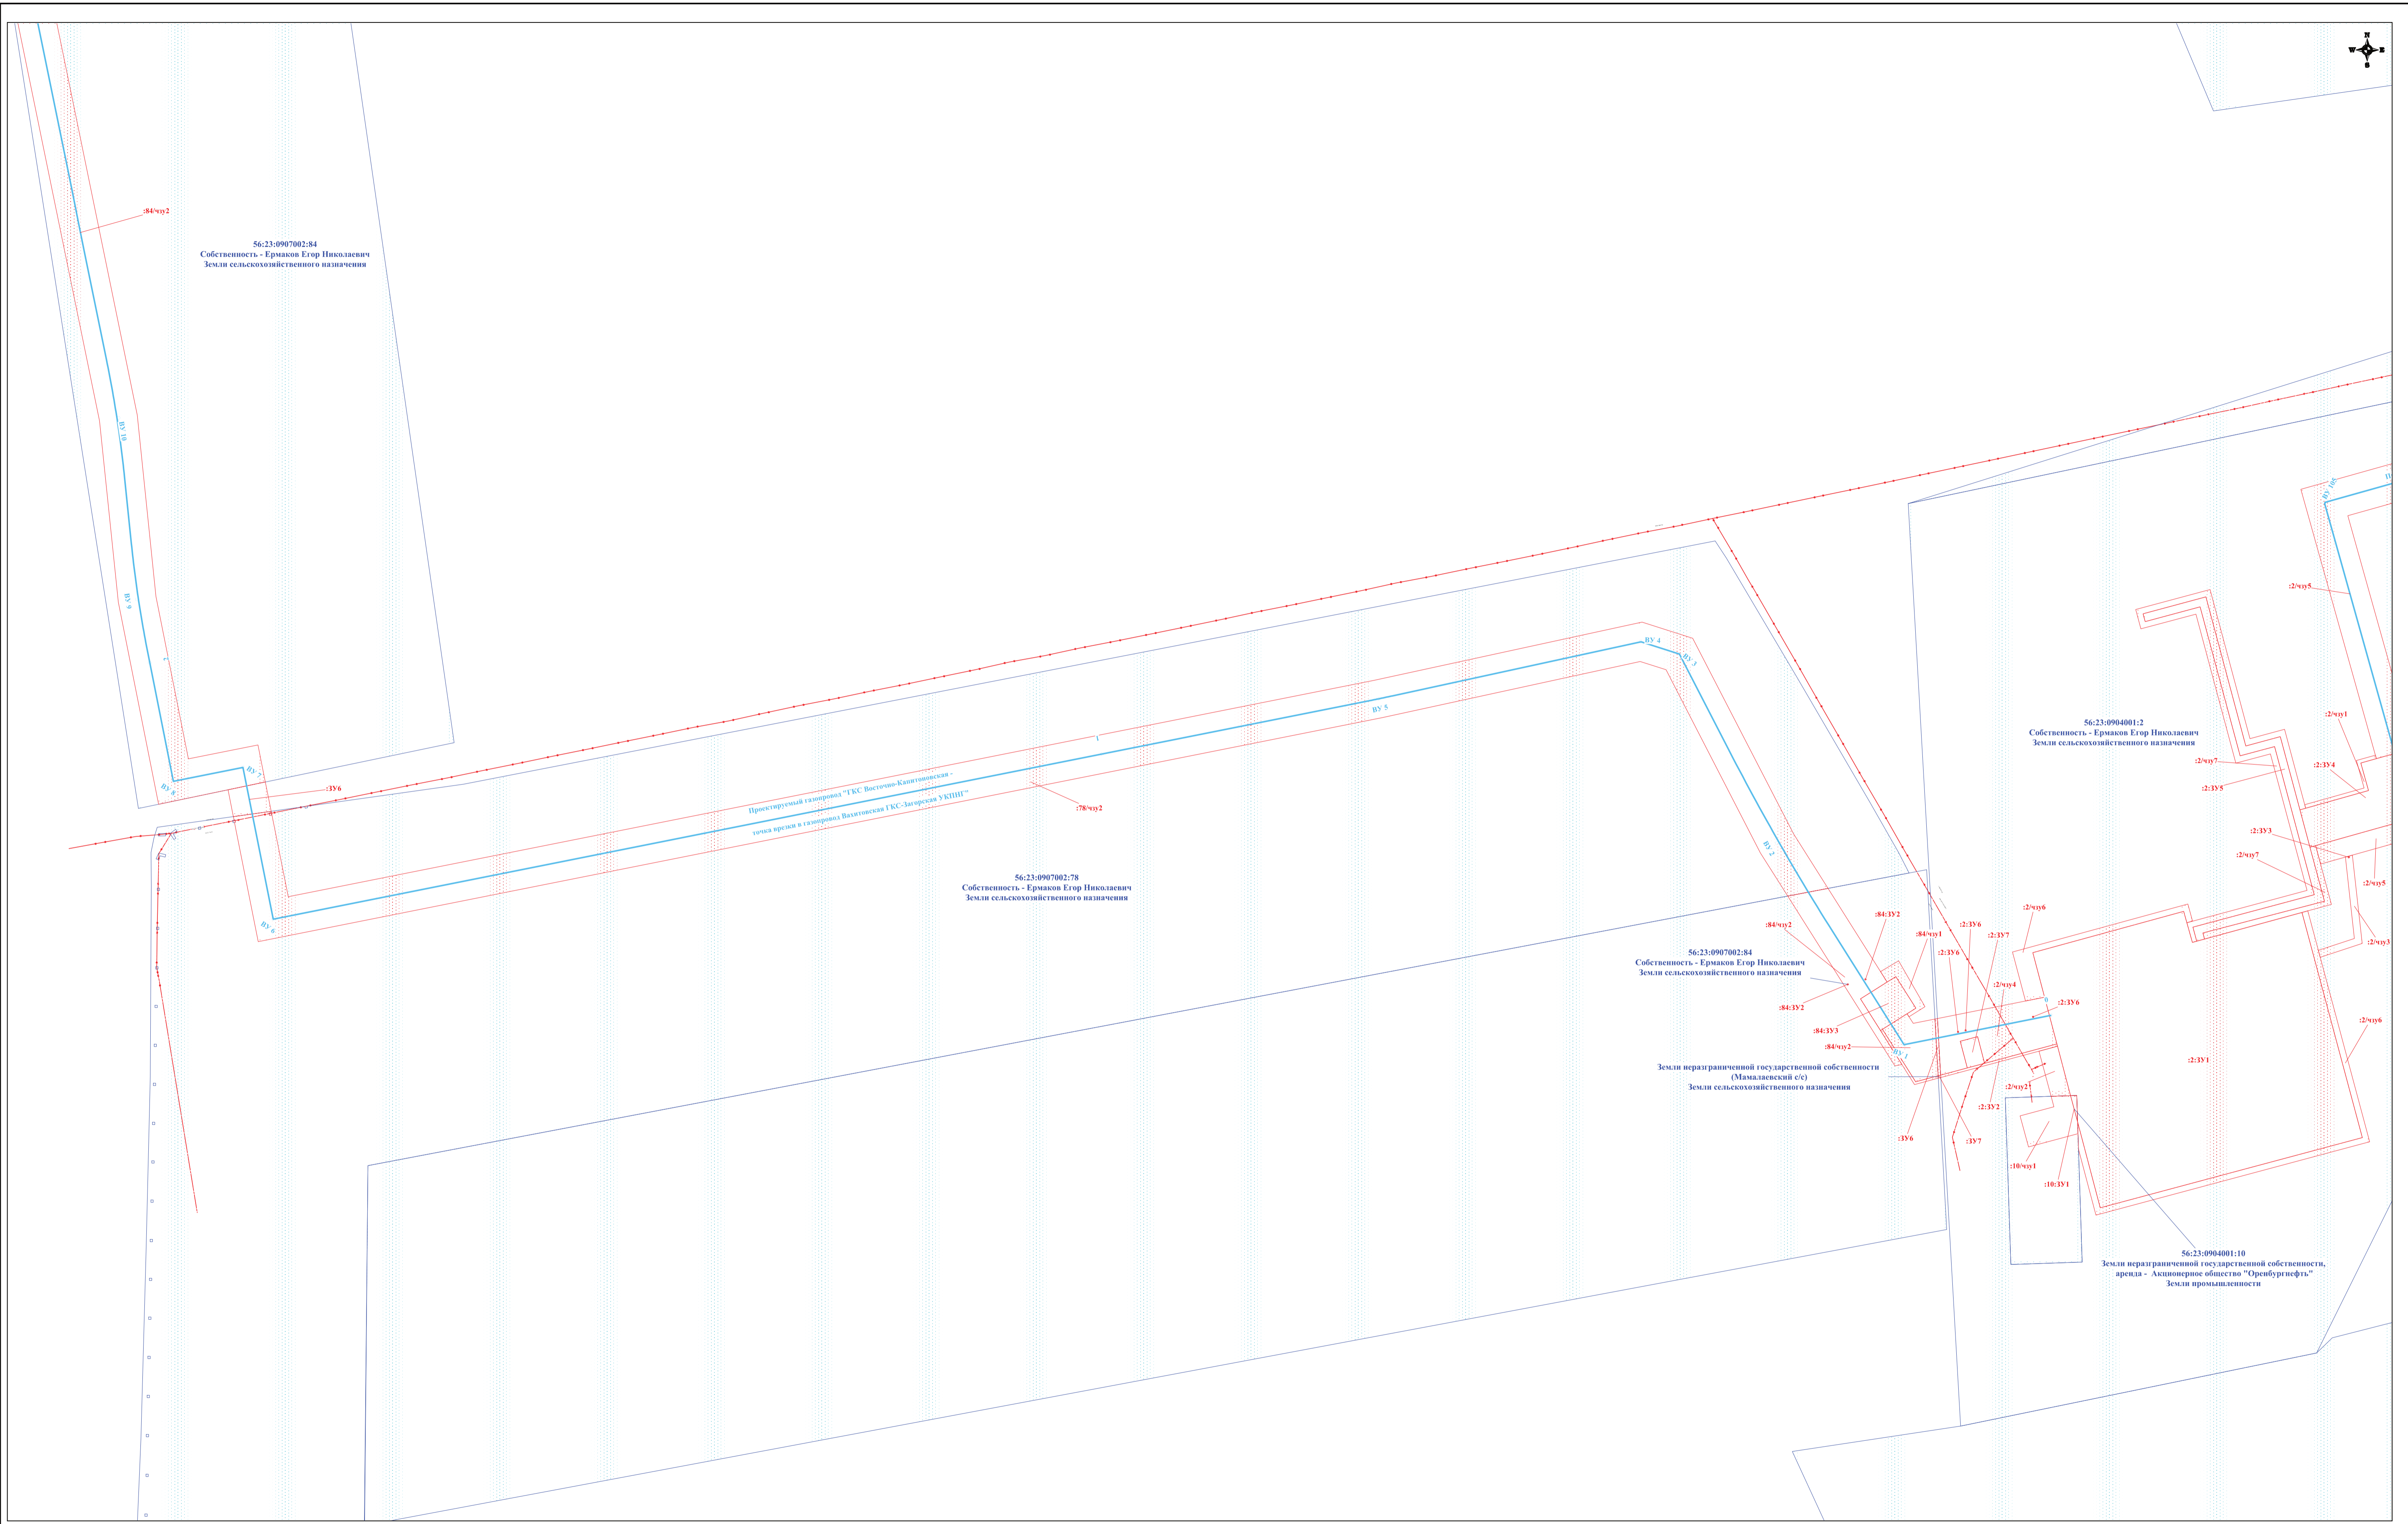 N
W E
S
:84/чзу2
56:23:0907002:84
Собственность - Ермаков Егор Николаевич
Земли сельскохозяйственного назначения
ВУ 10
ВУ 9
2
ВУ 8
ВУ 7
:ЗУ6
ВУ 6
Проектируемый газопровод "ГКС Восточно-Капитоновская -
точка врезки в газопровод Вахитовская ГКС-Загорская УКПНГ"
1
:78/чзу2
56:23:0907002:78
Собственность - Ермаков Егор Николаевич
Земли сельскохозяйственного назначения
ВУ 5
ВУ 4
ВУ 3
ВУ 2
ВУ 105
:2/чзу5
56:23:0904001:2
Собственность - Ермаков Егор Николаевич
Земли сельскохозяйственного назначения
:2/чзу1
:2/чзу7
:2:ЗУ4
:2:ЗУ5
:2:ЗУ3
:2/чзу7
:2/чзу5
:2/чзу3
:2/чзу6
:84:ЗУ2
:84/чзу2
:84/чзу1
:2:ЗУ6
:2:ЗУ7
:2:ЗУ6
56:23:0907002:84
Собственность - Ермаков Егор Николаевич
Земли сельскохозяйственного назначения
:2/чзу4
0
:2:ЗУ6
:84:ЗУ2
:84:ЗУ3
:2/чзу6
:84/чзу2
ВУ 1
:2:ЗУ1
Земли неразграниченной государственной собственности
(Мамалаевский с/с)
Земли сельскохозяйственного назначения
:2/чзу2
:2:ЗУ2
:ЗУ6
:ЗУ7
:10/чзу1
:10:ЗУ1
56:23:0904001:10
Земли неразграниченной государственной собственности,
аренда - Акционерное общество "Оренбургнефть"
Земли промышленности